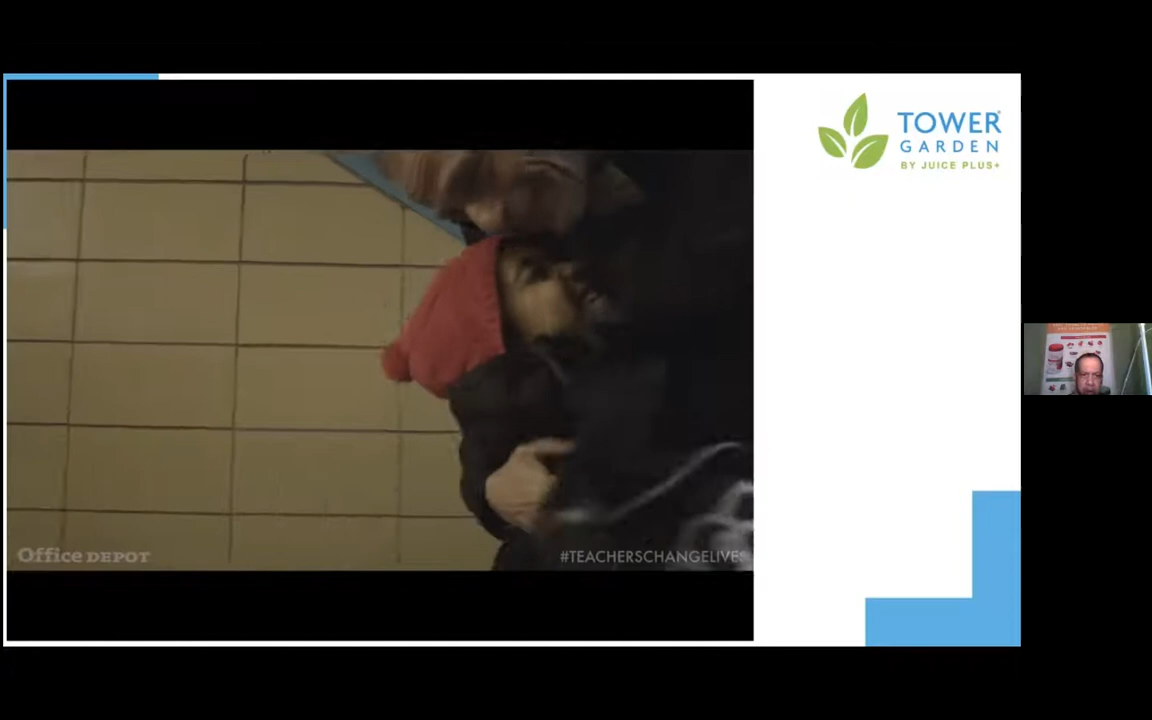 TOWER
GARDEN
BY JUICE PLUS+
Office DEPOT
#TEACHERSCHANGELIVES